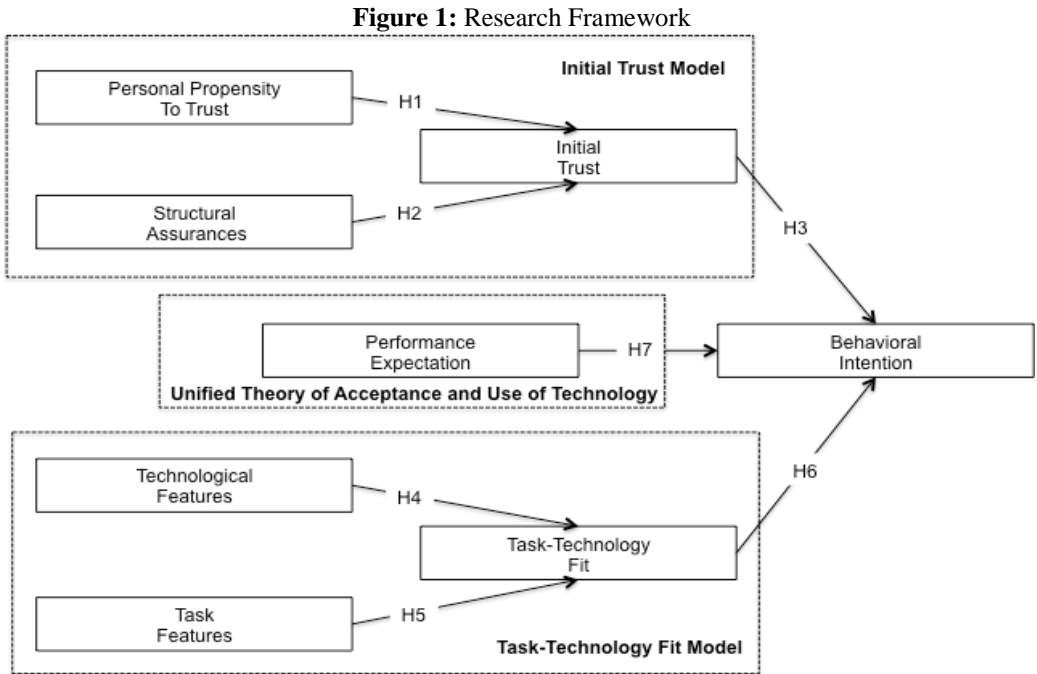 Figure 1: Research Framework
Initial Trust Model
Personal Propensity
To Trust
H1
Initial
Trust
Structural
Assurances
H2
H3
Performance
Expectation
H7
Behavioral
Intention
Unified Theory of Acceptance and Use of Technology
Technological
Features
H4
H6
Task-Technology
Fit
Task
Features
H5
Task-Technology Fit Model